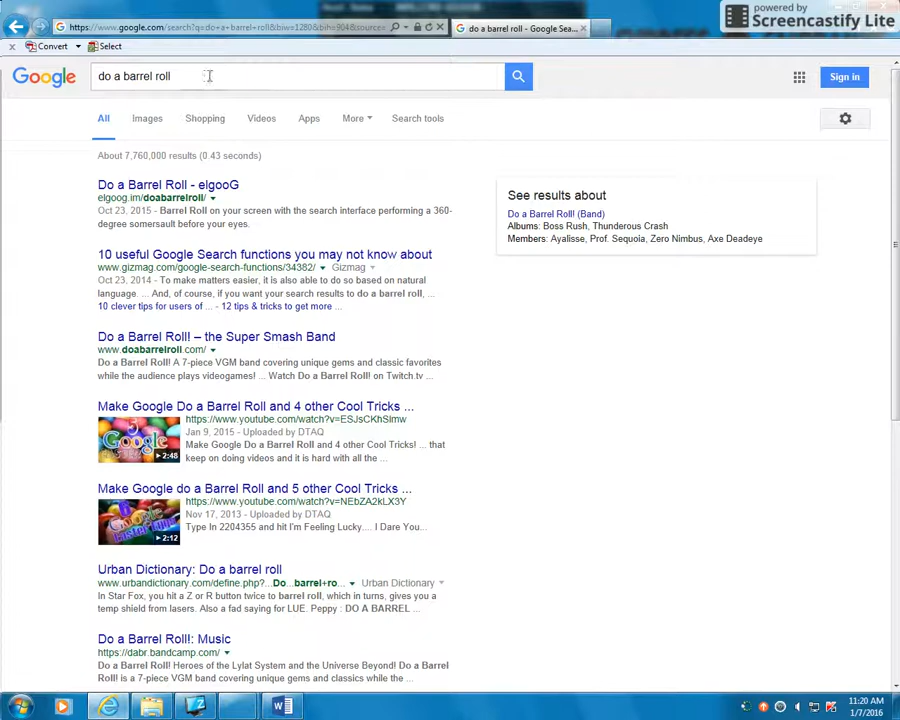 powered by
Screencastify Lite
https://www.google.com/search?q=do+a+barrel+roll&biw=1280&bih=904&source=
do a barrel roll - Google Sea...
Convert
Select
Google
do a barrel roll
Sign in
All Images Shopping Videos Apps More Search tools
About 7,760,000 results (0.43 seconds)
Do a Barrel Roll - elgooG
elgoog.im/doabarrelroll/
Oct 23, 2015 - Barrel Roll on your screen with the search interface performing a 360-
degree somersault before your eyes.
10 useful Google Search functions you may not know about
www.gizmag.com/google-search-functions/34382/ Gizmag
Oct 23, 2014 - To make matters easier, it is also able to do so based on natural
language. ... And, of course, if you want your search results to do a barrel roll, ...
10 clever tips for users of ... - 12 tips & tricks to get more ...
Do a Barrel Roll! – the Super Smash Band
www.doabarrelroll.com/
Do a Barrel Roll! A 7-piece VGM band covering unique gems and classic favorites
while the audience plays videogames! ... Watch Do a Barrel Roll! on Twitch.tv ...
Make Google Do a Barrel Roll and 4 other Cool Tricks ...
https://www.youtube.com/watch?v=ESJsCKhSlmw
Jan 9, 2015 - Uploaded by DTAQ
Make Google Do a Barrel Roll and 4 other Cool Tricks! ... that
keep on doing videos and it is hard with all the ...
5
Google
2:48
Make Google do a Barrel Roll and 5 other Cool Tricks ...
https://www.youtube.com/watch?v=NEbZA2kLX3Y
Nov 17, 2013 - Uploaded by DTAQ
Type In 2204355 and hit I'm Feeling Lucky.... I Dare You...
6
Google
Easter Eggs
2:12
Urban Dictionary: Do a barrel roll
www.urbandictionary.com/define.php?...Do...barrel+ro... Urban Dictionary
In Star Fox, you hit a Z or R button twice to barrel roll, which in turns, gives you a
temp shield from lasers. Also a fad saying for LUE. Peppy : DO A BARREL ...
Do a Barrel Roll!: Music
https://dabr.bandcamp.com/
Do a Barrel Roll! Heroes of the Lylat System and the Universe Beyond! Do a Barrel
Roll! is a 7-piece VGM band covering unique gems and classics while the ...
See results about
Do a Barrel Roll! (Band)
Albums: Boss Rush, Thunderous Crash
Members: Ayalisse, Prof. Sequoia, Zero Nimbus, Axe Deadeye
11:20 AM
1/7/2016